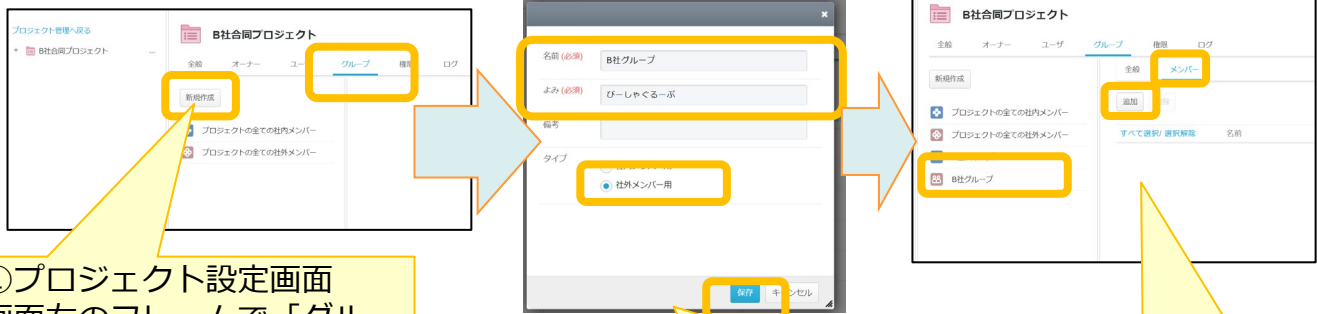 プロジェクト管理へ戻る
B社合同プロジェクト ...
B社合同プロジェクト
全般 オーナー ユーザ グループ 権限 ログ
新規作成
プロジェクトの全ての社内メンバー
プロジェクトの全ての社外メンバー
①プロジェクト設定画面
×
名前 (必須) B社グループ
よみ (必須) びーしゃぐるーぷ
備考
タイプ
社外メンバー用
保存 キャンセル
B社合同プロジェクト
全般 オーナー ユーザ グループ 権限 ログ
新規作成
プロジェクトの全ての社内メンバー
プロジェクトの全ての社外メンバー
B社グループ
全般 メンバー
追加
すべて選択/ 選択解除 名前